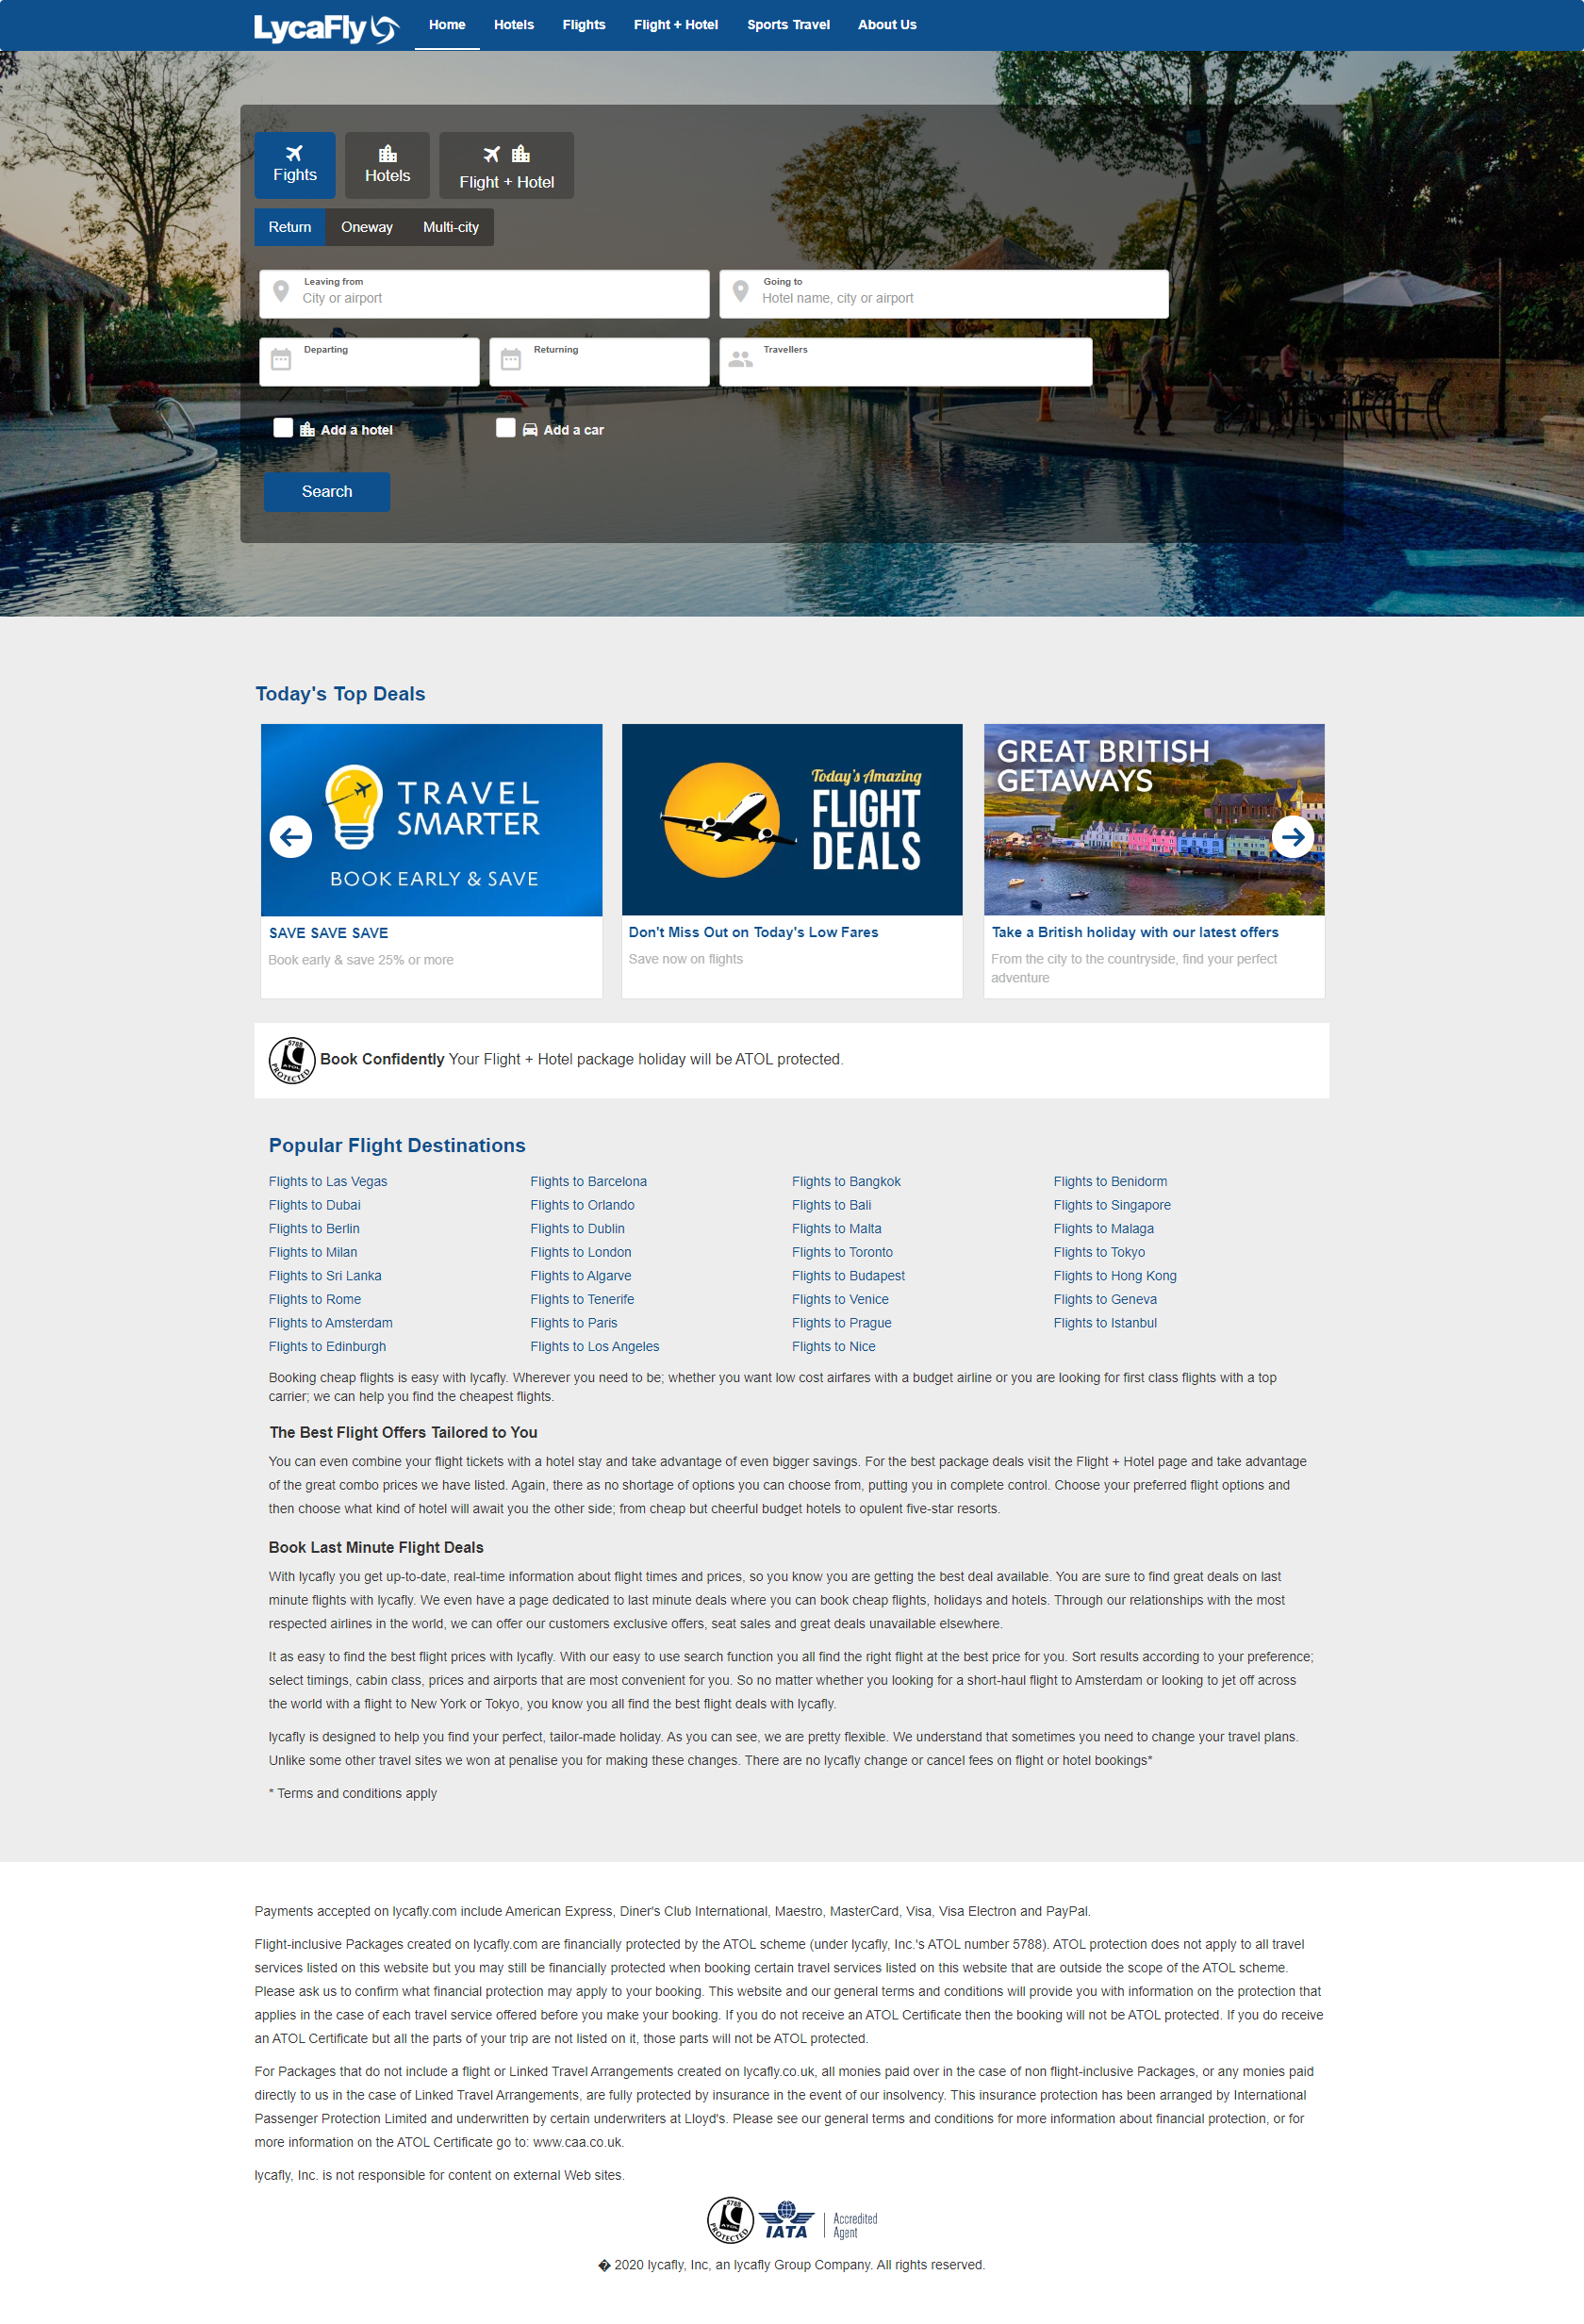 LycaFly
Home Hotels Flights Flight + Hotel Sports Travel About Us
Fights
Hotels
Flight + Hotel
Return Oneway Multi-city
Leaving from
City or airport
Going to
Hotel name, city or airport
Departing
Returning
Travellers
Add a hotel
Add a car
Search
Today's Top Deals
TRAVEL
SMARTER
BOOK EARLY & SAVE
SAVE SAVE SAVE
Book early & save 25% or more
Today's Amazing
FLIGHT
DEALS
Don't Miss Out on Today's Low Fares
Save now on flights
GREAT BRITISH
GETAWAYS
Take a British holiday with our latest offers
From the city to the countryside, find your perfect
adventure
5788
ATOL
PROTECTED
Book Confidently Your Flight + Hotel package holiday will be ATOL protected.
Popular Flight Destinations
Flights to Las Vegas Flights to Barcelona Flights to Bangkok Flights to Benidorm
Flights to Dubai Flights to Orlando Flights to Bali Flights to Singapore
Flights to Berlin Flights to Dublin Flights to Malta Flights to Malaga
Flights to Milan Flights to London Flights to Toronto Flights to Tokyo
Flights to Sri Lanka Flights to Algarve Flights to Budapest Flights to Hong Kong
Flights to Rome Flights to Tenerife Flights to Venice Flights to Geneva
Flights to Amsterdam Flights to Paris Flights to Prague Flights to Istanbul
Flights to Edinburgh Flights to Los Angeles Flights to Nice
Booking cheap flights is easy with lycafly. Wherever you need to be; whether you want low cost airfares with a budget airline or you are looking for first class flights with a top
carrier; we can help you find the cheapest flights.
The Best Flight Offers Tailored to You
You can even combine your flight tickets with a hotel stay and take advantage of even bigger savings. For the best package deals visit the Flight + Hotel page and take advantage
of the great combo prices we have listed. Again, there as no shortage of options you can choose from, putting you in complete control. Choose your preferred flight options and
then choose what kind of hotel will await you the other side; from cheap but cheerful budget hotels to opulent five-star resorts.
Book Last Minute Flight Deals
With lycafly you get up-to-date, real-time information about flight times and prices, so you know you are getting the best deal available. You are sure to find great deals on last
minute flights with lycafly. We even have a page dedicated to last minute deals where you can book cheap flights, holidays and hotels. Through our relationships with the most
respected airlines in the world, we can offer our customers exclusive offers, seat sales and great deals unavailable elsewhere.
It as easy to find the best flight prices with lycafly. With our easy to use search function you all find the right flight at the best price for you. Sort results according to your preference;
select timings, cabin class, prices and airports that are most convenient for you. So no matter whether you looking for a short-haul flight to Amsterdam or looking to jet off across
the world with a flight to New York or Tokyo, you know you all find the best flight deals with lycafly.
lycafly is designed to help you find your perfect, tailor-made holiday. As you can see, we are pretty flexible. We understand that sometimes you need to change your travel plans.
Unlike some other travel sites we won at penalise you for making these changes. There are no lycafly change or cancel fees on flight or hotel bookings*
* Terms and conditions apply
Payments accepted on lycafly.com include American Express, Diner's Club International, Maestro, MasterCard, Visa, Visa Electron and PayPal.
Flight-inclusive Packages created on lycafly.com are financially protected by the ATOL scheme (under lycafly, Inc.'s ATOL number 5788). ATOL protection does not apply to all travel
services listed on this website but you may still be financially protected when booking certain travel services listed on this website that are outside the scope of the ATOL scheme.
Please ask us to confirm what financial protection may apply to your booking. This website and our general terms and conditions will provide you with information on the protection that
applies in the case of each travel service offered before you make your booking. If you do not receive an ATOL Certificate then the booking will not be ATOL protected. If you do receive
an ATOL Certificate but all the parts of your trip are not listed on it, those parts will not be ATOL protected.
For Packages that do not include a flight or Linked Travel Arrangements created on lycafly.co.uk, all monies paid over in the case of non flight-inclusive Packages, or any monies paid
directly to us in the case of Linked Travel Arrangements, are fully protected by insurance in the event of our insolvency. This insurance protection has been arranged by International
Passenger Protection Limited and underwritten by certain underwriters at Lloyd's. Please see our general terms and conditions for more information about financial protection, or for
more information on the ATOL Certificate go to: www.caa.co.uk.
lycafly, Inc. is not responsible for content on external Web sites.
5788
ATOL
PROTECTED
IATA
Accredited
Agent
� 2020 lycafly, Inc, an lycafly Group Company. All rights reserved.